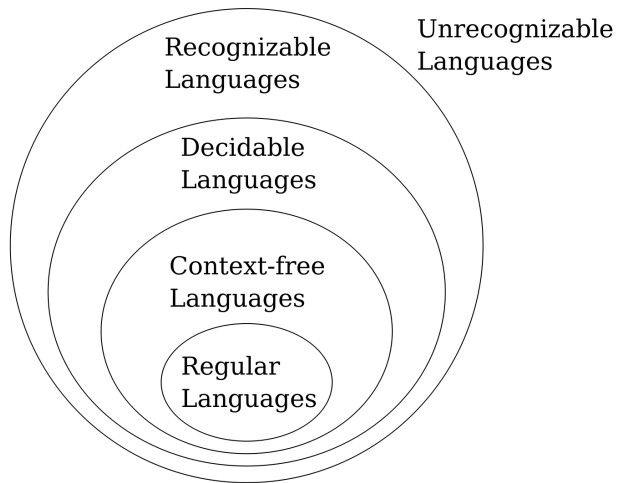 Unrecognizable
Languages
Recognizable
Languages
Decidable
Languages
Context-free
Languages
Regular
Languages